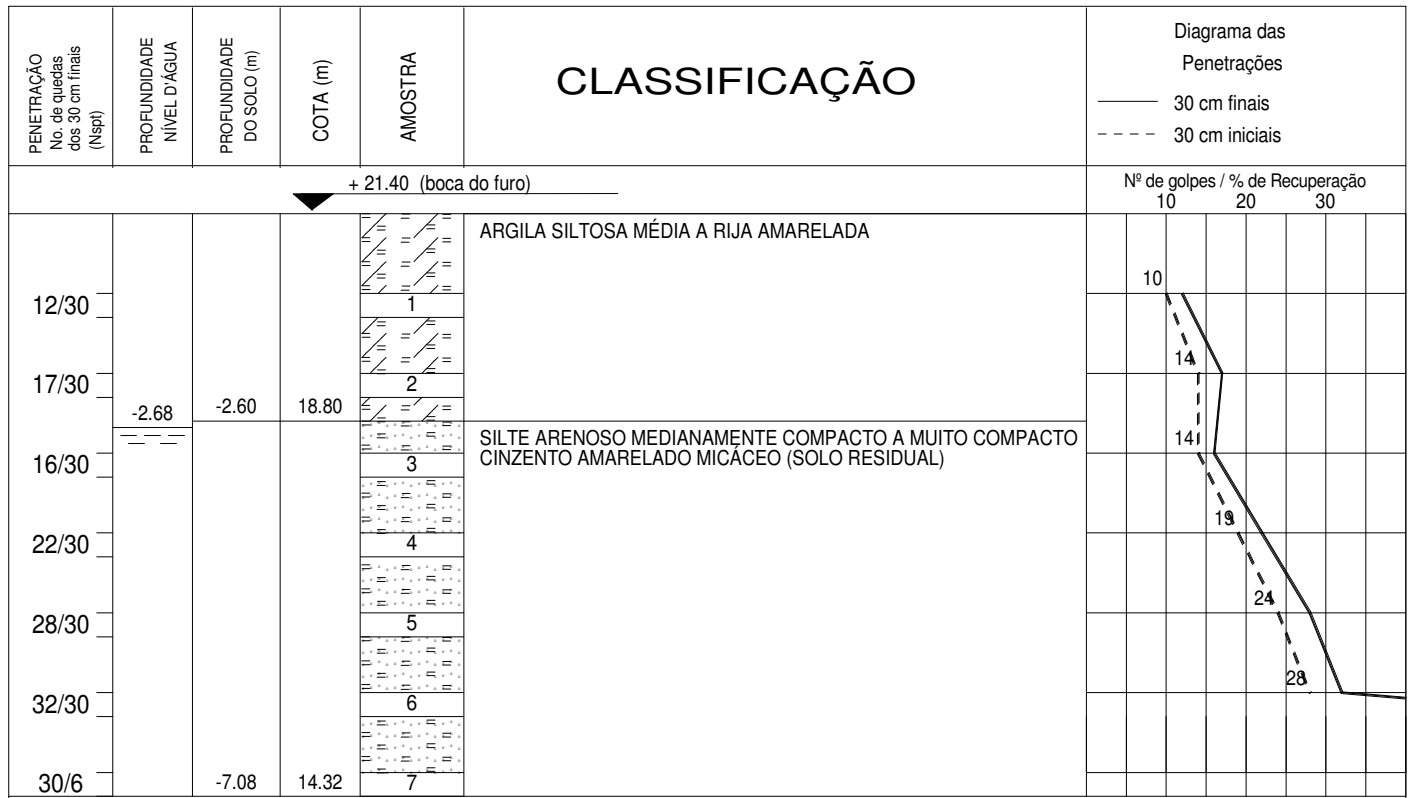 PENETRAÇÃO
No. de quedas
dos 30 cm finais
(Nspt)
PROFUNDIDADE
NÍVEL D'ÁGUA
PROFUNDIDADE
DO SOLO (m)
COTA (m)
AMOSTRA
CLASSIFICAÇÃO
Diagrama das
Penetrações
30 cm finais
30 cm iniciais
+ 21.40 (boca do furo)
Nº de golpes / % de Recuperação
10 20 30
ARGILA SILTOSA MÉDIA A RIJA AMARELADA
10
12/30
1
14
17/30
2
-2.68
-2.60
18.80
SILTE ARENOSO MEDIANAMENTE COMPACTO A MUITO COMPACTO
CINZENTO AMARELADO MICÁCEO (SOLO RESIDUAL)
14
16/30
3
19
22/30
4
24
28/30
5
28
32/30
6
30/6
-7.08
14.32
7